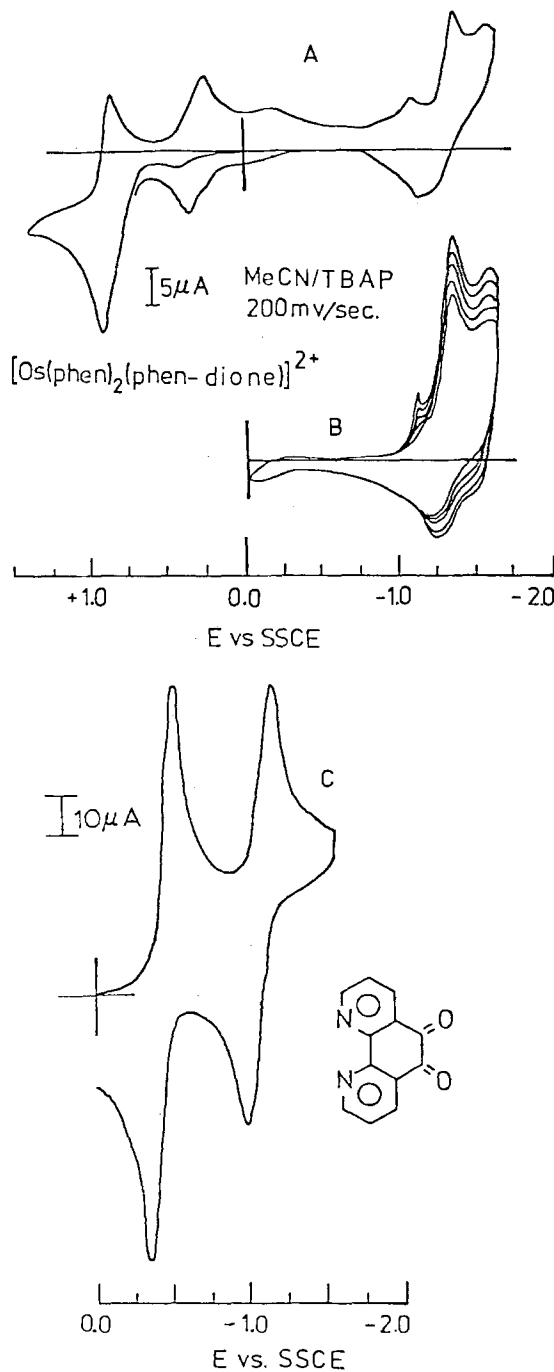 A
5μA
MeCN/TBAP
200mv/sec.
[Os(phen)₂(phen-dione)]²⁺
B
+1.0 0.0 -1.0 -2.0
E vs SSCE
C
10μA
N
O
N
O
0.0 -1.0 -2.0
E vs. SSCE